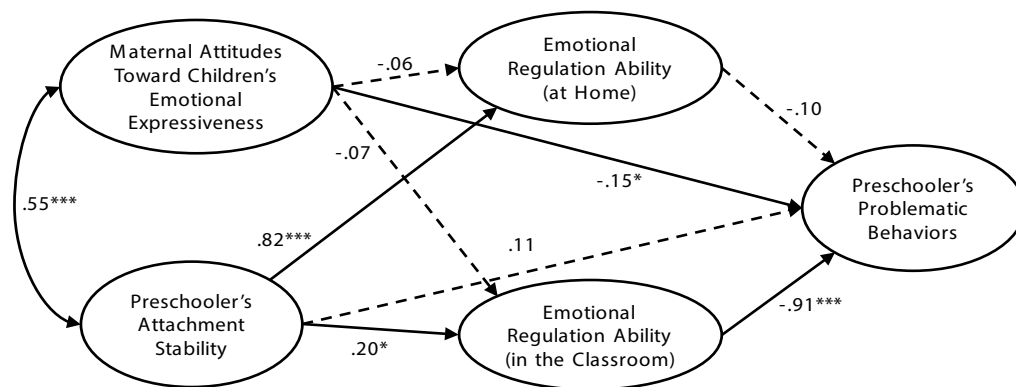 Maternal Attitudes
Toward Children's
Emotional
Expressiveness
Emotional
Regulation Ability
(at Home)
-.06
-.10
-.07
-.15*
Preschooler's
Problematic
Behaviors
.55***
.82***
.11
Preschooler's
Attachment
Stability
.20*
Emotional
Regulation Ability
(in the Classroom)
-.91***